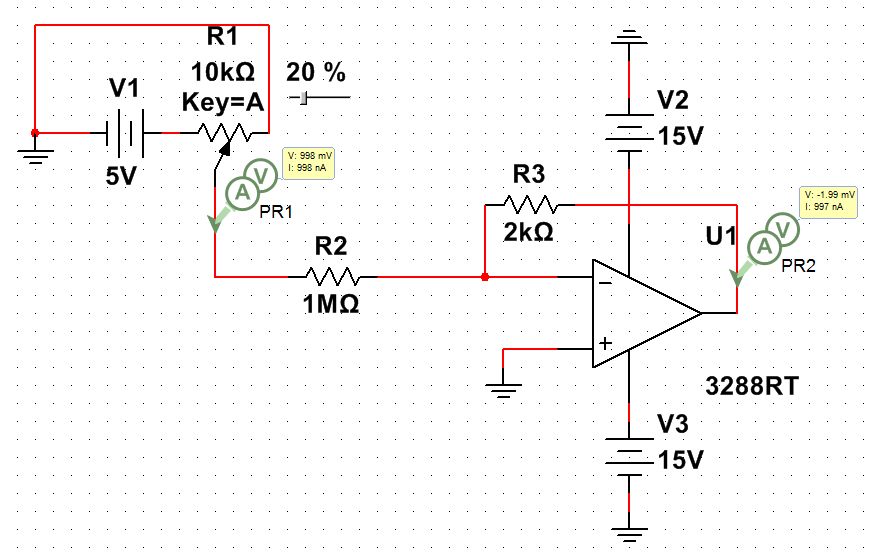 R1
10kΩ
Key=A
20 %
V1
5V
V: 998 mV
I: 998 nA
V
A
PR1
R2
1MΩ
R3
2kΩ
V2
15V
U1
V: -1.99 mV
I: 997 nA
V
A
PR2
3288RT
V3
15V